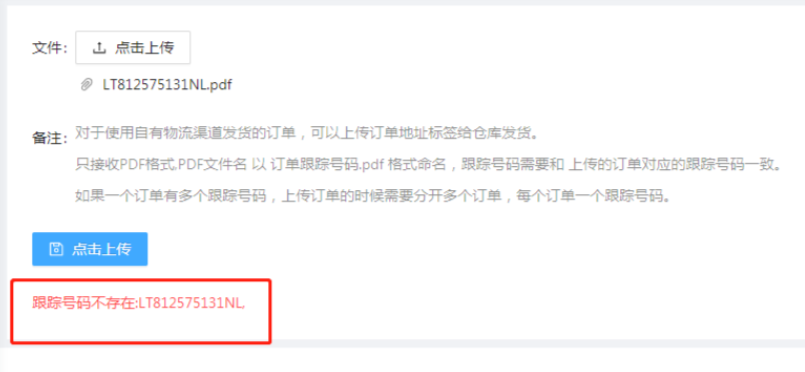 文件: 点击上传
LT812575131NL.pdf
备注: 对于使用自有物流渠道发货的订单，可以上传订单地址标签给仓库发货。
只接收PDF格式.PDF文件名 以 订单跟踪号码.pdf 格式命名，跟踪号码需要和 上传的订单对应的跟踪号码一致。
如果一个订单有多个跟踪号码，上传订单的时候需要分开多个订单，每个订单一个跟踪号码。
点击上传
跟踪号码不存在:LT812575131NL,